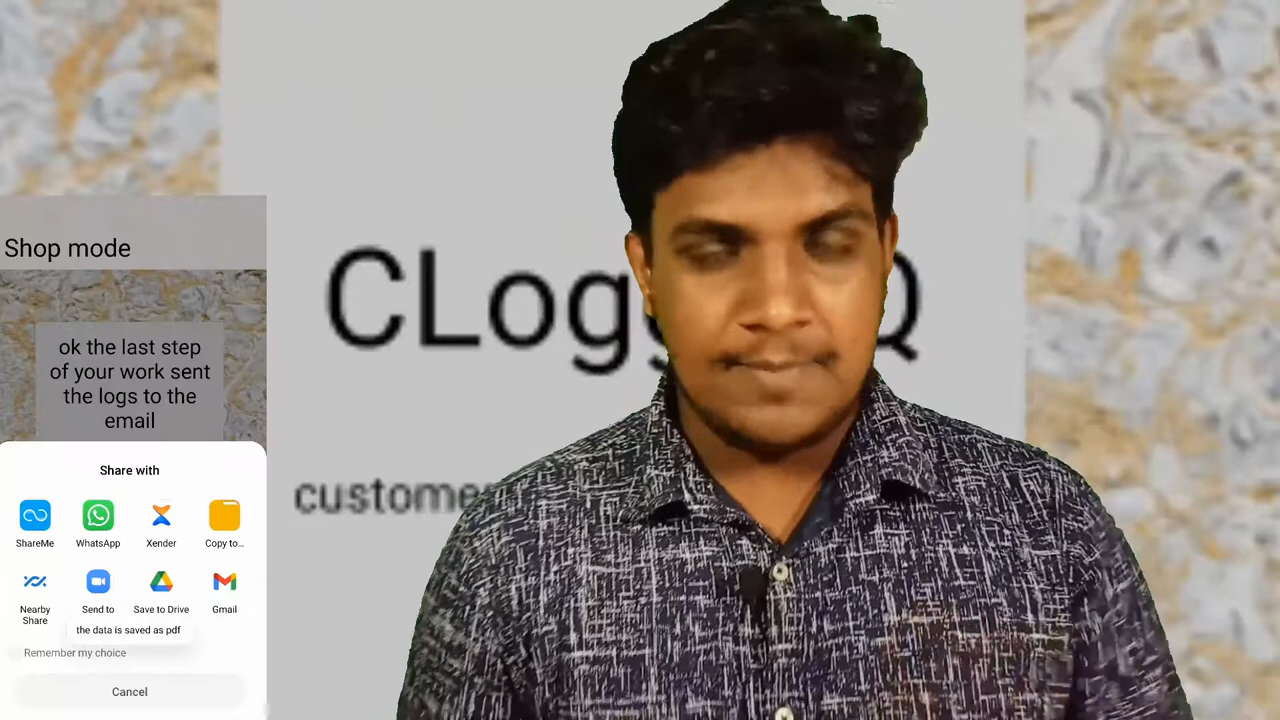 Shop mode
ok the last step
of your work sent
the logs to the
email
Share with
ShareMe
WhatsApp
Xender
Copy to...
Nearby
Share
Send to
Save to Drive
Gmail
the data is saved as pdf
Remember my choice
Cancel
CLogg Q
custome